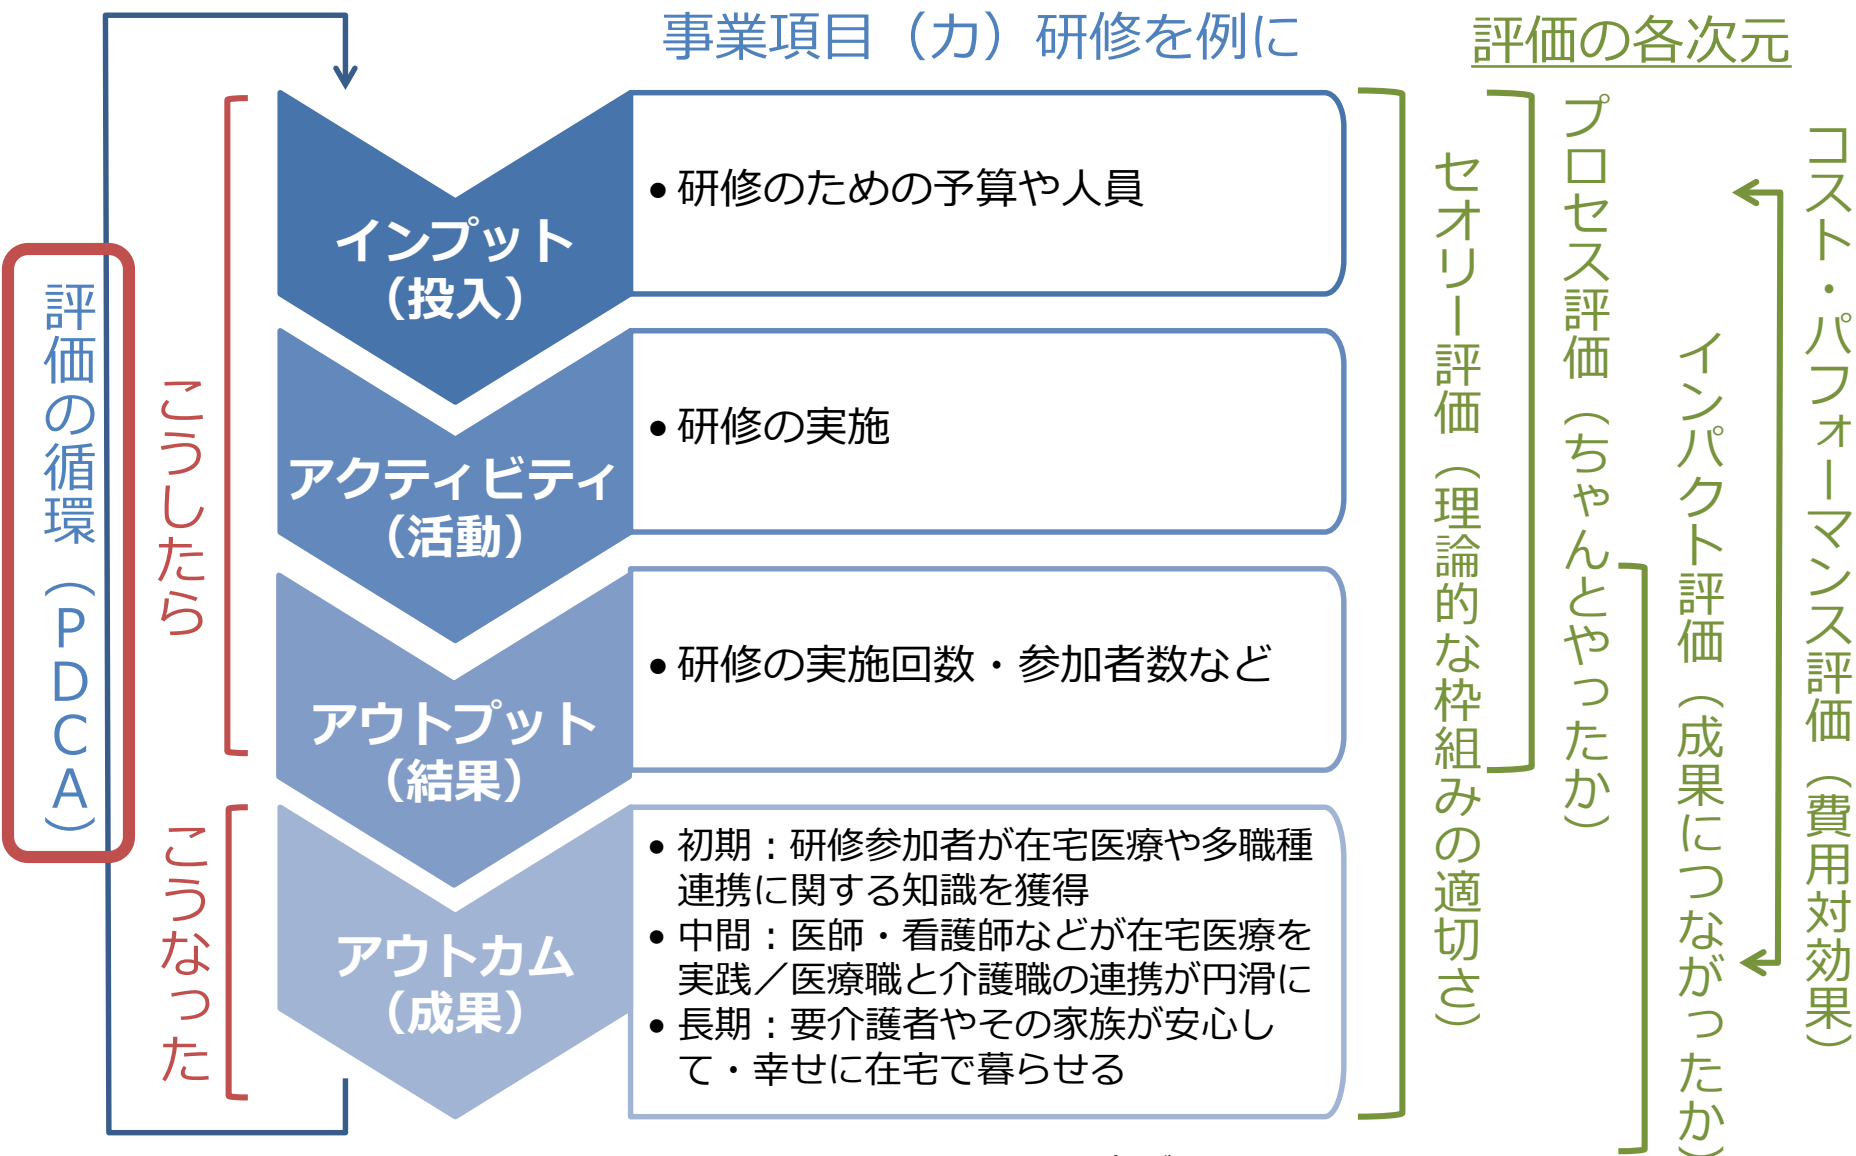 事業項目（カ）研修を例に
評価の各次元
評価の循環（PDCA）
こうしたら
こうなった
インプット
（投入）
• 研修のための予算や人員
アクティビティ
（活動）
• 研修の実施
アウトプット
（結果）
• 研修の実施回数・参加者数など
アウトカム
（成果）
• 初期：研修参加者が在宅医療や多職種
連携に関する知識を獲得
• 中間：医師・看護師などが在宅医療を
実践／医療職と介護職の連携が円滑に
• 長期：要介護者やその家族が安心し
て・幸せに在宅で暮らせる
セオリー評価（理論的な枠組みの適切さ）
プロセス評価（ちゃんとやったか）
インパクト評価（成果につながったか）
コスト・パフォーマンス評価（費用対効果）